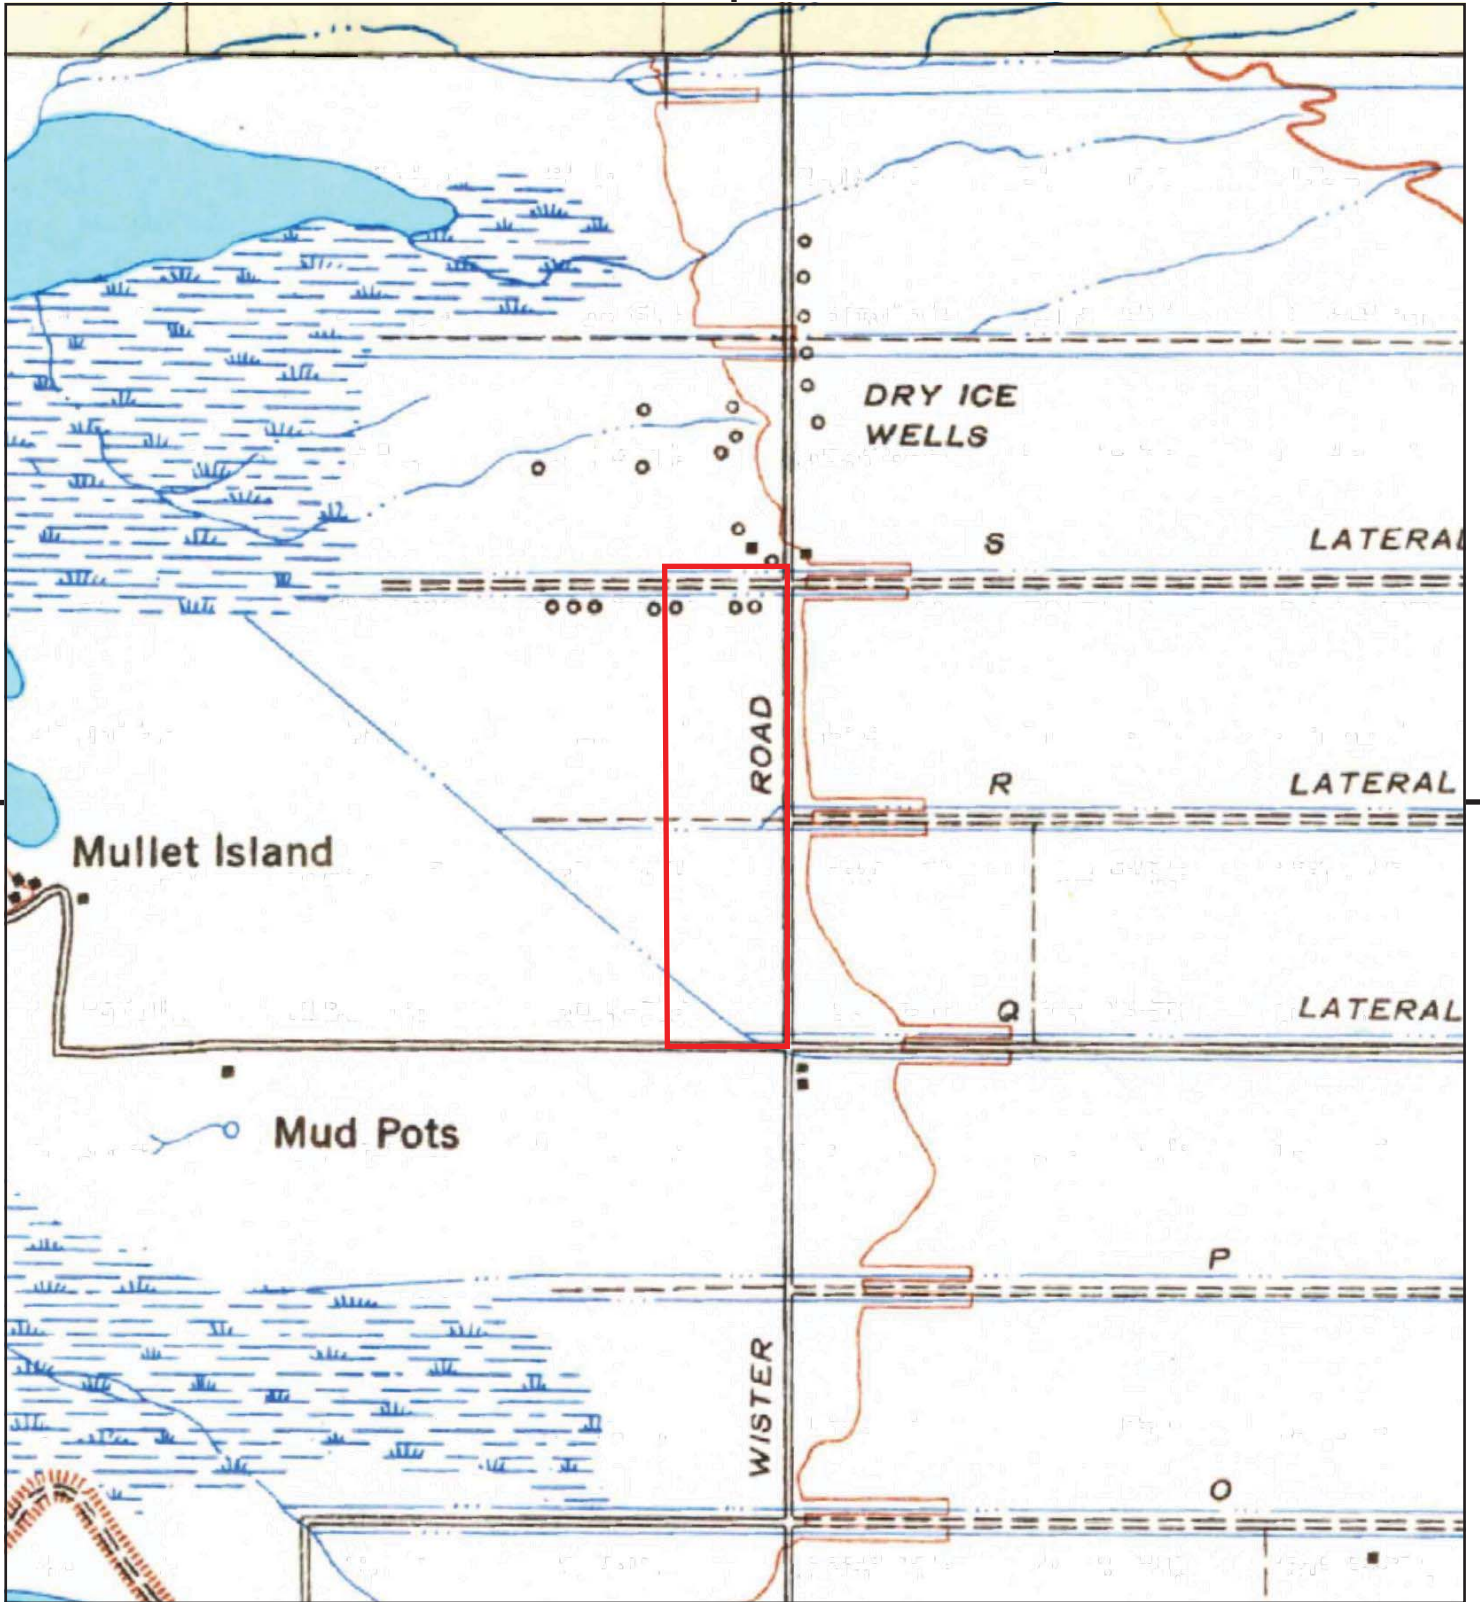 DRY ICE
WELLS
S
LATERAL
ROAD
R
LATERAL
Mullet Island
Q
LATERAL
Mud Pots
P
WISTER
O